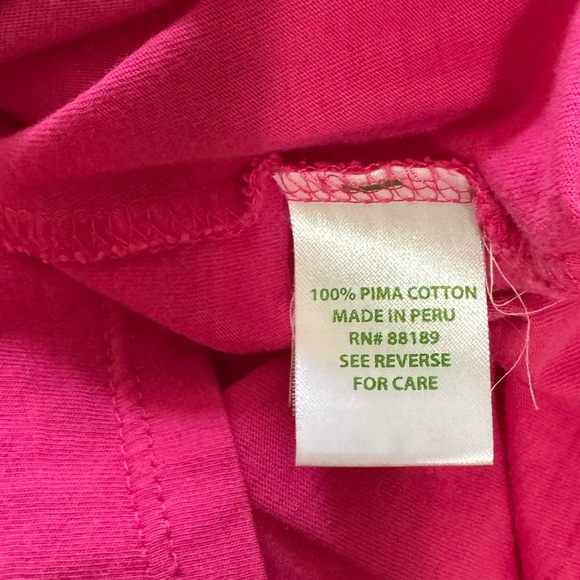 100% PIMA COTTON
MADE IN PERU
RN# 88189
SEE REVERSE
FOR CARE